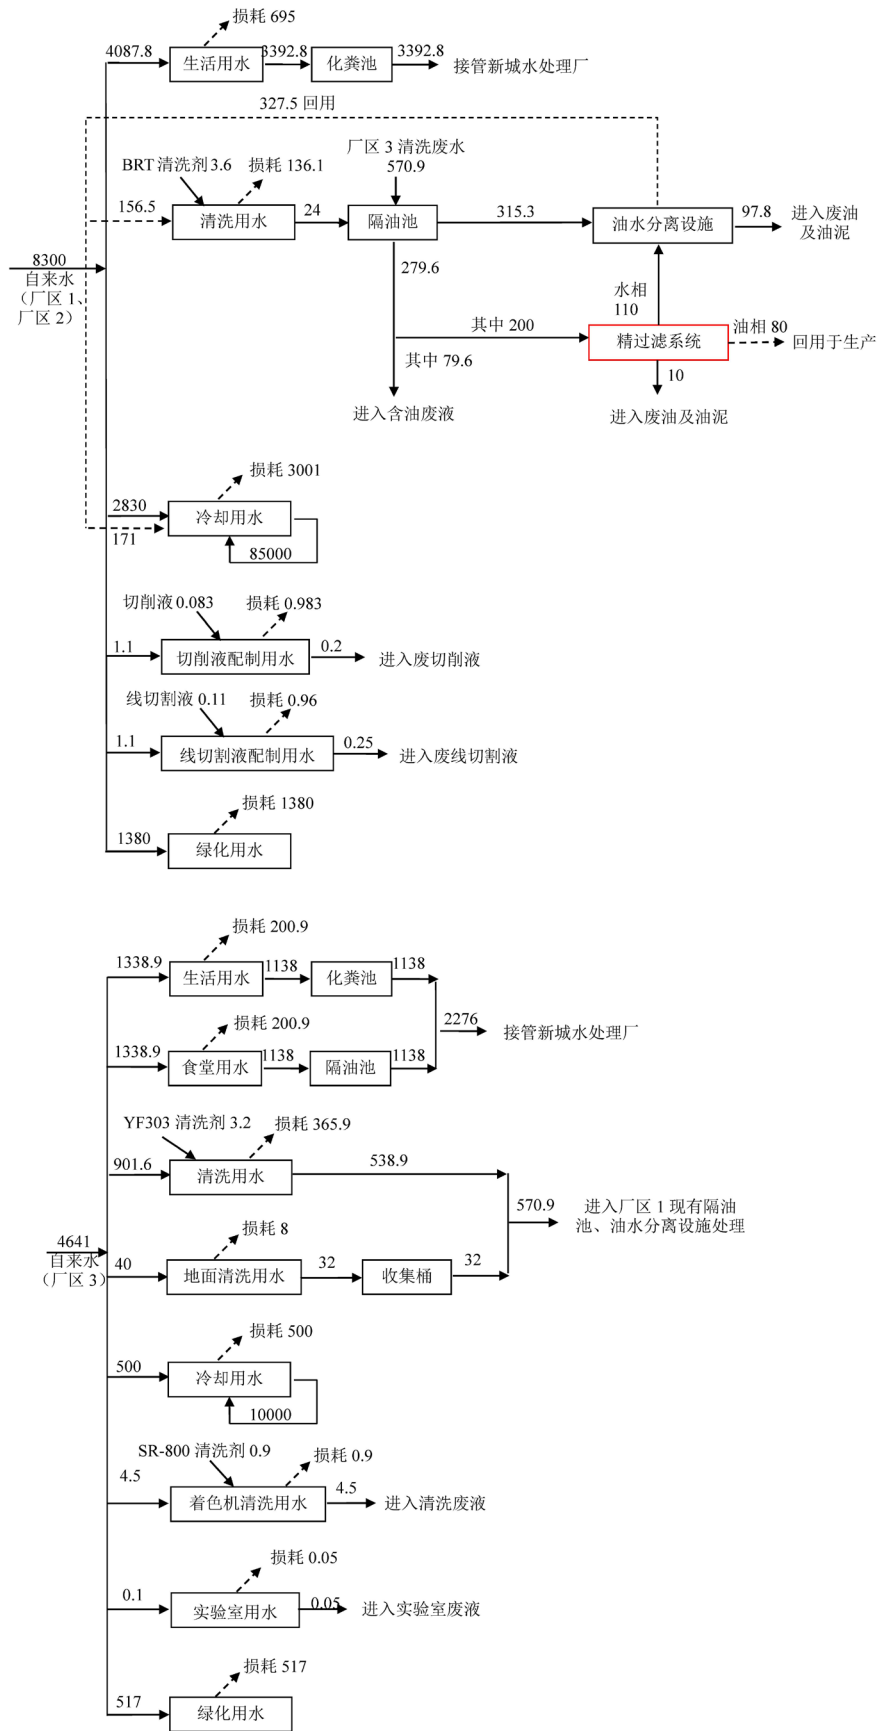 损耗 695
4087.8
生活用水
3392.8
化粪池
3392.8
接管新城水处理厂
327.5 回用
厂区 3 清洗废水
570.9
BRT 清洗剂 3.6
损耗 136.1
156.5
清洗用水
24
隔油池
315.3
油水分离设施
97.8
进入废油
及油泥
8300
自来水
（厂区 1、
厂区 2）
279.6
水相
110
其中 200
精过滤系统
油相 80
回用于生产
其中 79.6
10
进入含油废液
进入废油及油泥
损耗 3001
2830
冷却用水
171
85000
切削液 0.083
损耗 0.983
1.1
切削液配制用水
0.2
进入废切削液
线切割液 0.11
损耗 0.96
1.1
线切割液配制用水
0.25
进入废线切割液
损耗 1380
1380
绿化用水
损耗 200.9
1338.9
生活用水
1138
化粪池
1138
2276
接管新城水处理厂
损耗 200.9
1338.9
食堂用水
1138
隔油池
1138
YF303 清洗剂 3.2
损耗 365.9
901.6
清洗用水
538.9
570.9
进入厂区 1 现有隔油
池、油水分离设施处理
4641
自来水
（厂区 3）
损耗 8
40
地面清洗用水
32
收集桶
32
损耗 500
500
冷却用水
10000
SR-800 清洗剂 0.9
损耗 0.9
4.5
着色机清洗用水
4.5
进入清洗废液
损耗 0.05
0.1
实验室用水
0.05
进入实验室废液
损耗 517
517
绿化用水